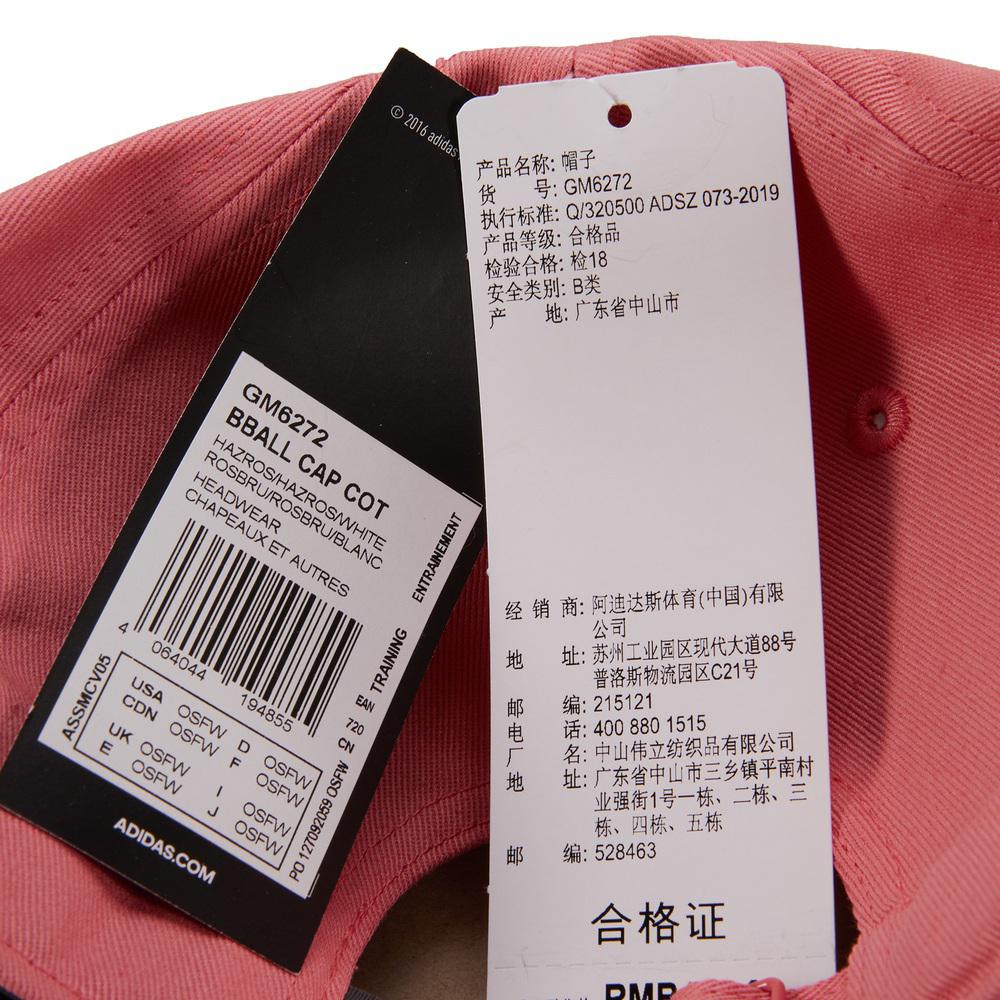 © 2016 adidas
GM6272
BBALL CAP COT
HAZROS/HAZROS/WHITE
ROSBRU/ROSBRU/BLANC
HEADWEAR
CHAPEAUX ET AUTRES
4 064044 194855
ASSMCV05
USA OSFW D OSFW
CDN OSFW F OSFW
UK OSFW I OSFW
E OSFW J OSFW
EAN 720 CN
TRAINING
ENTRAINEMENT
PO 127092059 OSFW
ADIDAS.COM
产品名称: 帽子
货 号: GM6272
执行标准: Q/320500 ADSZ 073-2019
产品等级: 合格品
检验合格: 检18
安全类别: B类
产 地: 广东省中山市
经 销 商: 阿迪达斯体育(中国)有限
公司
地 址: 苏州工业园区现代大道88号
普洛斯物流园区C21号
邮 编: 215121
电 话: 400 880 1515
厂 名: 中山伟立纺织品有限公司
地 址: 广东省中山市三乡镇平南村
业强街1号一栋、二栋、三
栋、四栋、五栋
邮 编: 528463
合格证
RMB